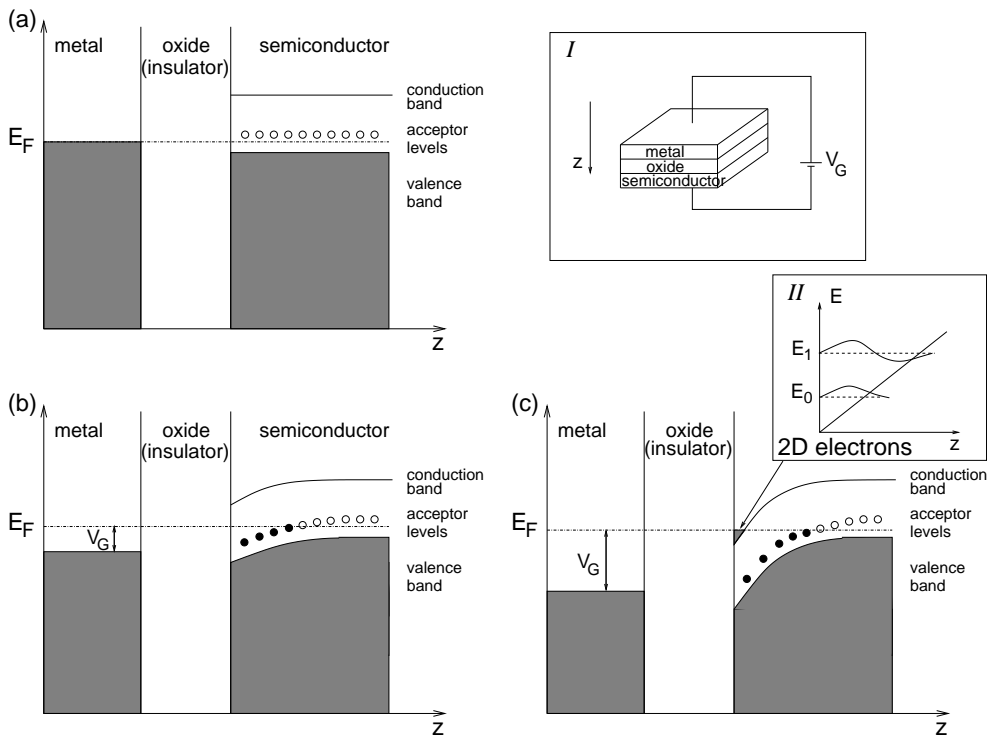 (a)
metal
oxide
(insulator)
semiconductor
conduction
band
acceptor
levels
E_F
valence
band
z
I
z
metal
oxide
semiconductor
V_G
II
E
E_1
E_0
z
2D electrons
(b)
metal
oxide
(insulator)
semiconductor
conduction
band
acceptor
levels
E_F
V_G
valence
band
z
(c)
metal
oxide
(insulator)
semiconductor
conduction
band
acceptor
levels
E_F
V_G
valence
band
z